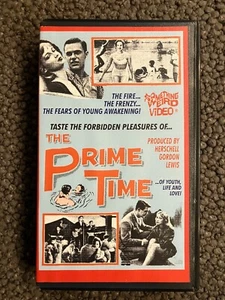 SOMETHING
WEIRD
VIDEO
THE FIRE...
THE FRENZY...
THE FEARS OF YOUNG AWAKENING!
TASTE THE FORBIDDEN PLEASURES OF...
THE
PRIME
TIME
PRODUCED BY
HERSCHELL
GORDON
LEWIS
...OF YOUTH,
LIFE AND
LOVE!